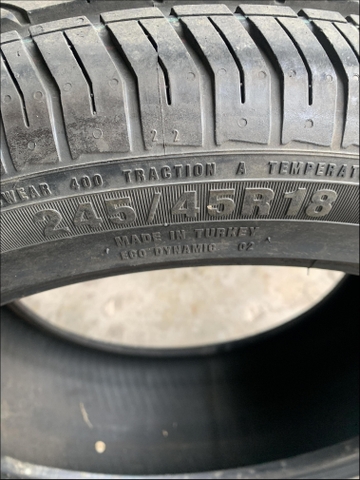 22
WEAR 400 TRACTION A TEMPERAT
245/45R18
MADE IN TURKEY
ECO DYNAMIC - 02